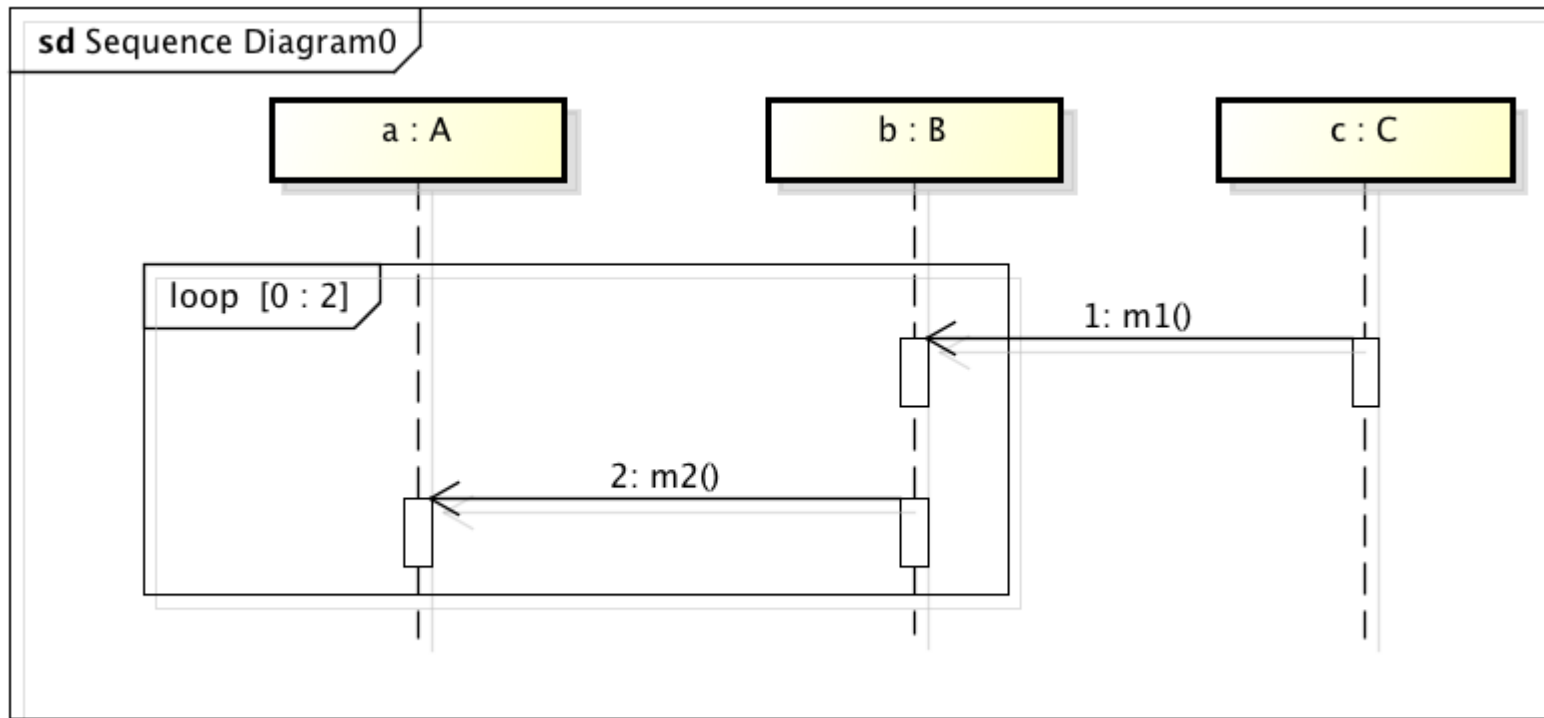 sd Sequence Diagram0
a : A
b : B
c : C
loop [0 : 2]
1: m1()
2: m2()